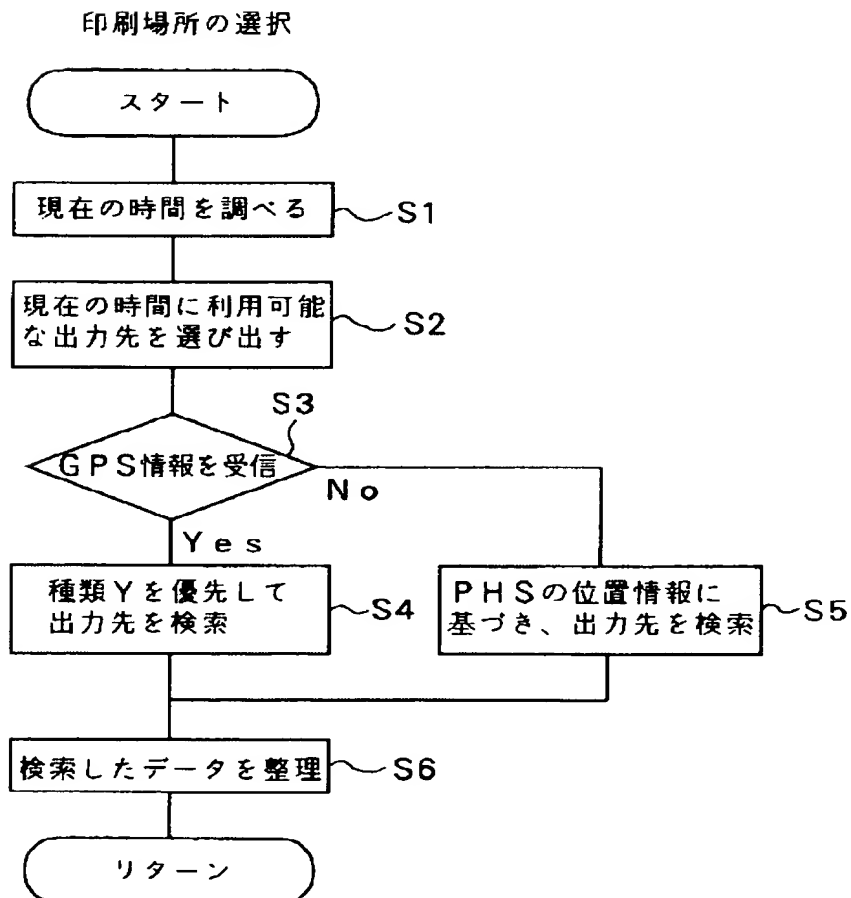 印刷場所の選択
スタート
現在の時間を調べる
S1
現在の時間に利用可能
な出力先を選び出す
S2
S3
GPS情報を受信
No
Yes
種類Yを優先して
出力先を検索
S4
PHSの位置情報に
基づき、出力先を検索
S5
検索したデータを整理
S6
リターン